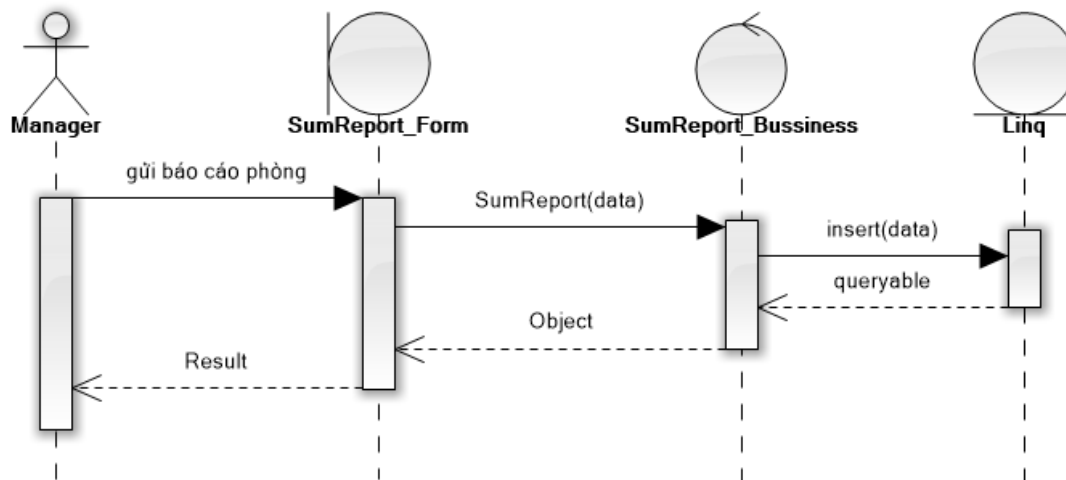 Manager
SumReport_Form
SumReport_Bussiness
Linq
gửi báo cáo phòng
SumReport(data)
insert(data)
queryable
Object
Result